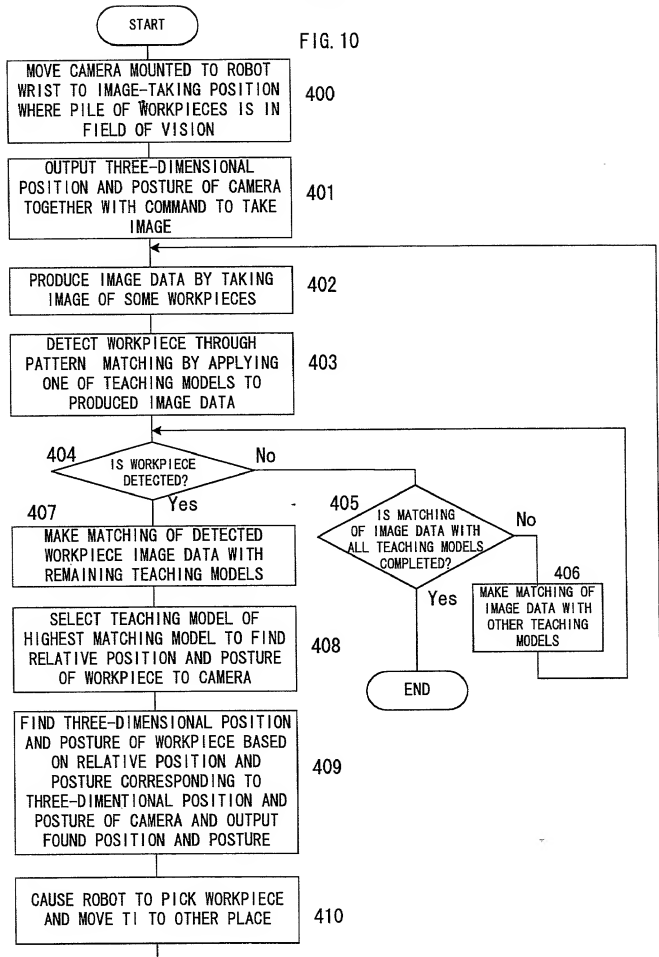 START
FIG. 10
MOVE CAMERA MOUNTED TO ROBOT
WRIST TO IMAGE-TAKING POSITION
WHERE PILE OF WORKPIECES IS IN
FIELD OF VISION
400
OUTPUT THREE-DIMENSIONAL
POSITION AND POSTURE OF CAMERA
TOGETHER WITH COMMAND TO TAKE
IMAGE
401
PRODUCE IMAGE DATA BY TAKING
IMAGE OF SOME WORKPIECES
402
DETECT WORKPIECE THROUGH
PATTERN MATCHING BY APPLYING
ONE OF TEACHING MODELS TO
PRODUCED IMAGE DATA
403
404
IS WORKPIECE
DETECTED?
No
Yes
405
IS MATCHING
OF IMAGE DATA WITH
ALL TEACHING MODELS
COMPLETED?
No
Yes
406
MAKE MATCHING OF
IMAGE DATA WITH
OTHER TEACHING
MODELS
END
407
MAKE MATCHING OF DETECTED
WORKPIECE IMAGE DATA WITH
REMAINING TEACHING MODELS
SELECT TEACHING MODEL OF
HIGHEST MATCHING MODEL TO FIND
RELATIVE POSITION AND POSTURE
OF WORKPIECE TO CAMERA
408
FIND THREE-DIMENSIONAL POSITION
AND POSTURE OF WORKPIECE BASED
ON RELATIVE POSITION AND
POSTURE CORRESPONDING TO
THREE-DIMENTIONAL POSITION AND
POSTURE OF CAMERA AND OUTPUT
FOUND POSITION AND POSTURE
409
CAUSE ROBOT TO PICK WORKPIECE
AND MOVE TI TO OTHER PLACE
410